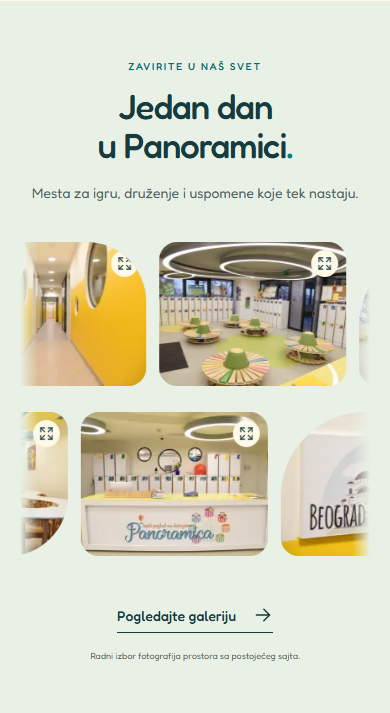 ZAVIRITE U NAŠ SVET
Jedan dan
u Panoramici.
Mesta za igru, druženje i uspomene koje tek nastaju.
Panoramica
BEOGRAD
Pogledajte galeriju
Radni izbor fotografija prostora sa postojećeg sajta.